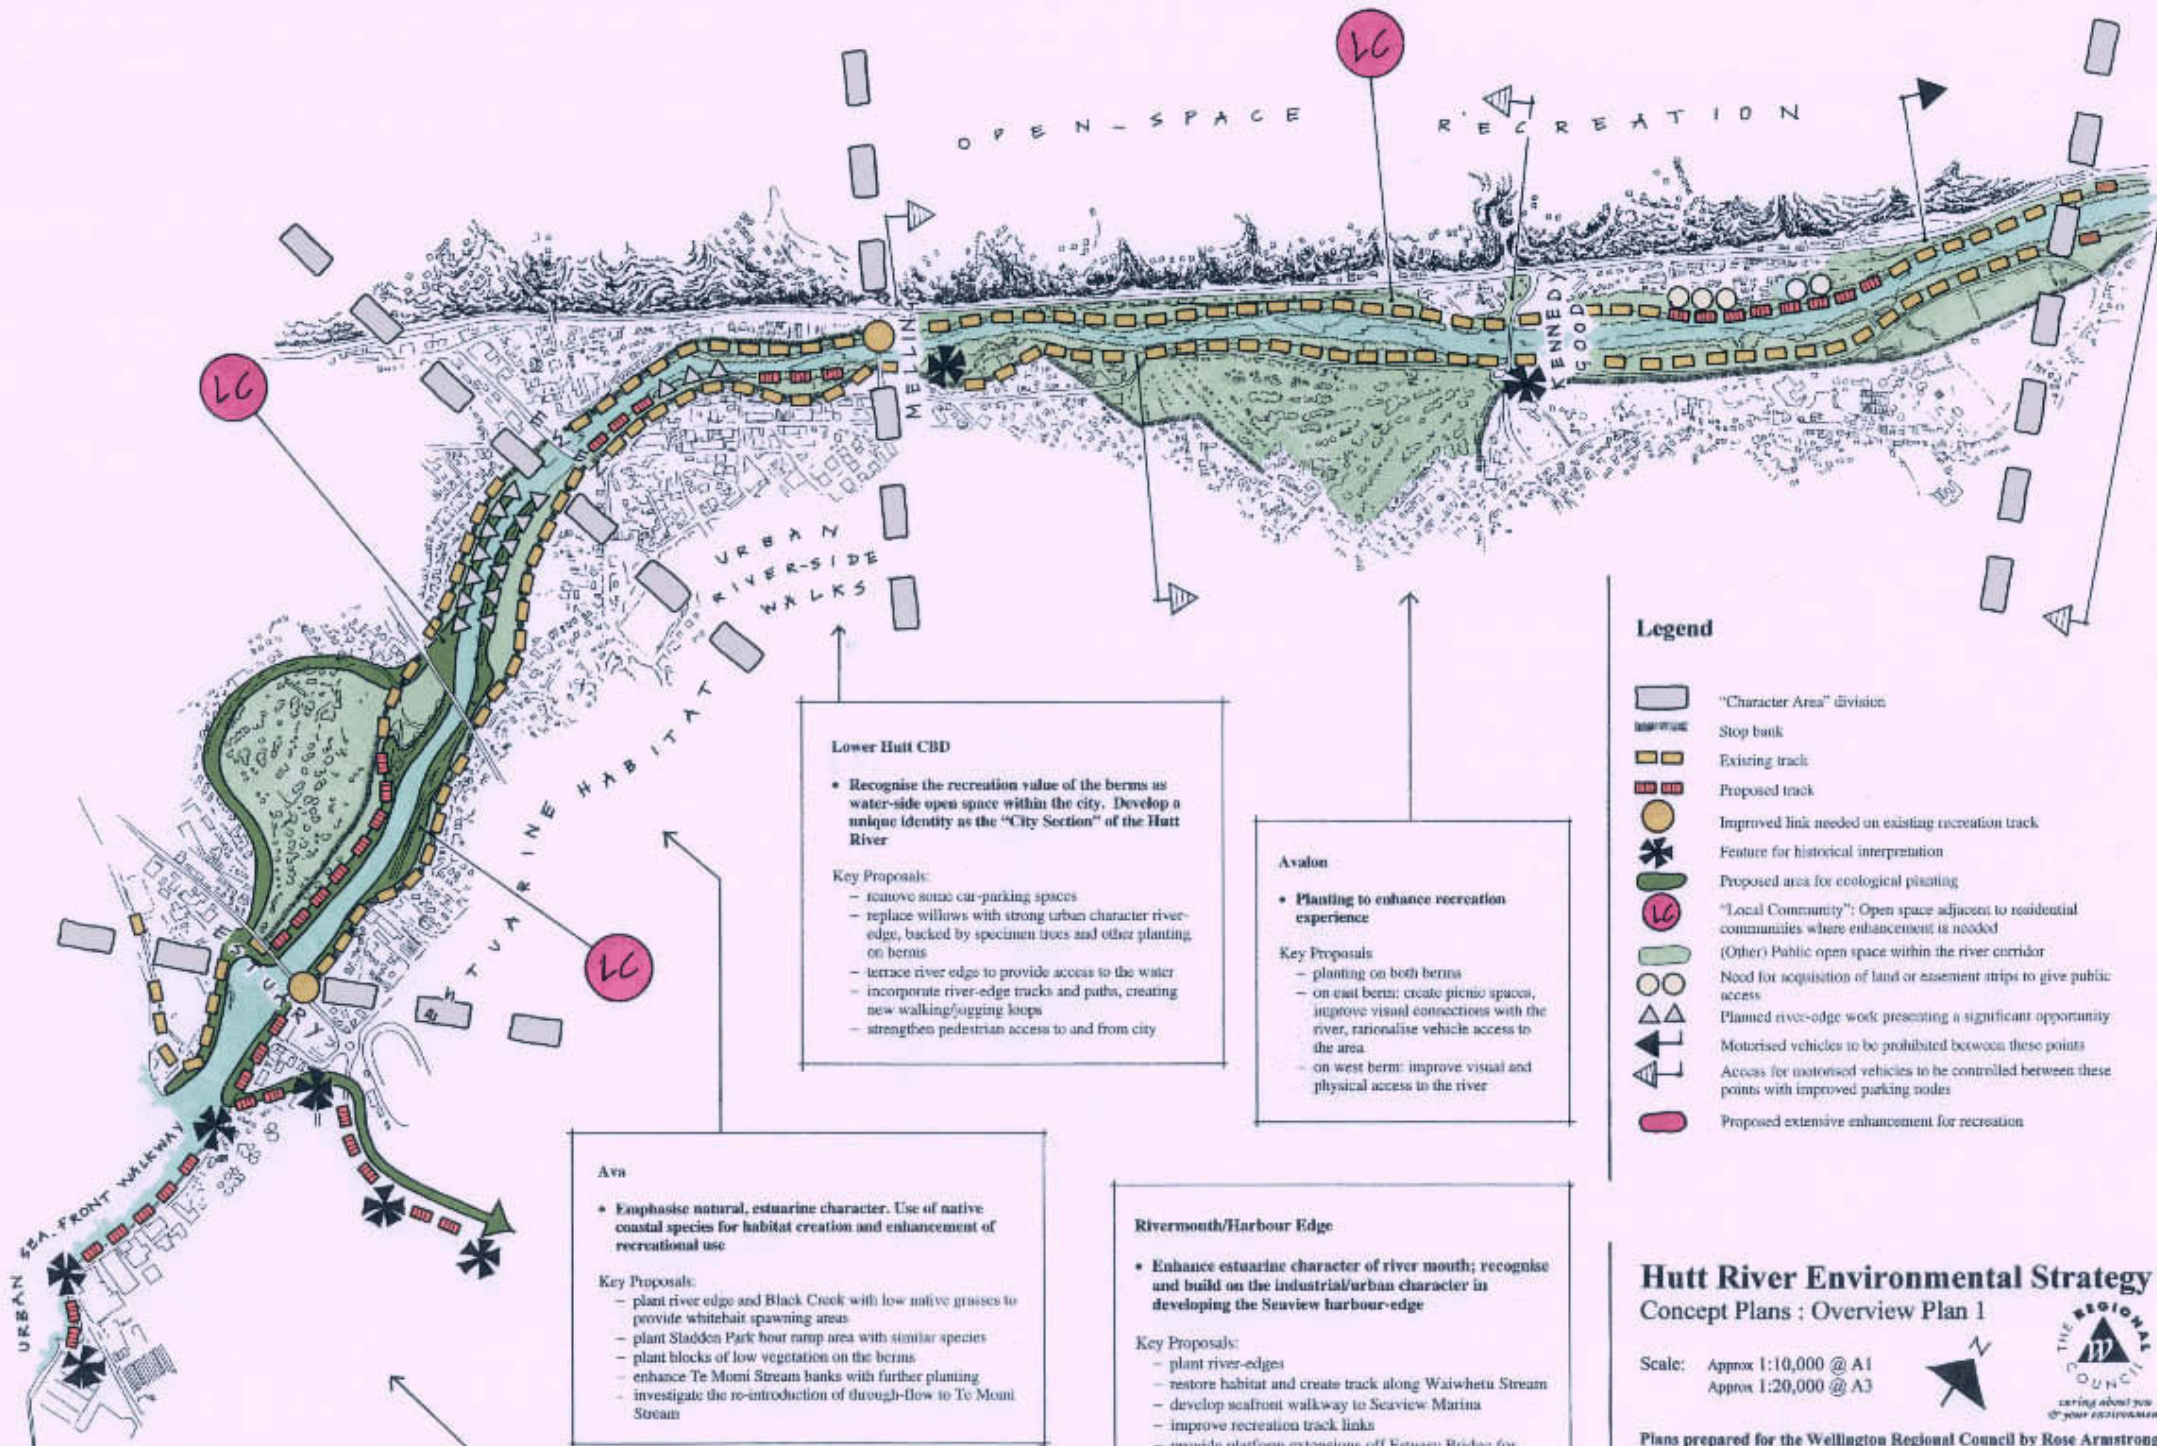 LC
OPEN-SPACE RECREATION
LC
MELLING
KENNEDY
GOODY
EWEN
URBAN
RIVER-SIDE
WALKS
ESTUARINE HABITAT
LC
ESTUARY
URBAN SEA-FRONT WALKWAY
Lower Hutt CBD
• Recognise the recreation value of the berms as
water-side open space within the city. Develop a
unique identity as the “City Section” of the Hutt
River
Key Proposals:
– remove some car-parking spaces
– replace willows with strong urban character river-
edge, backed by specimen trees and other planting
on berms
– terrace river edge to provide access to the water
– incorporate river-edge tracks and paths, creating
new walking/jogging loops
– strengthen pedestrian access to and from city
Avalon
• Planting to enhance recreation
experience
Key Proposals
– planting on both berms
– on east berm: create picnic spaces,
improve visual connections with the
river, rationalise vehicle access to
the area
– on west berm: improve visual and
physical access to the river
Ava
• Emphasise natural, estuarine character. Use of native
coastal species for habitat creation and enhancement of
recreational use
Key Proposals:
– plant river edge and Black Creek with low native grasses to
provide whitebait spawning areas
– plant Sladden Park boat ramp area with similar species
– plant blocks of low vegetation on the berms
– enhance Te Momi Stream banks with further planting
– investigate the re-introduction of through-flow to Te Momi
Stream
Rivermouth/Harbour Edge
• Enhance estuarine character of river mouth; recognise
and build on the industrial/urban character in
developing the Seaview harbour-edge
Key Proposals:
– plant river-edges
– restore habitat and create track along Waiwhetu Stream
– develop seafront walkway to Seaview Marina
– improve recreation track links
– provide platform extensions off Estuary Bridge for
Legend
“Character Area” division
Stop bank
Existing track
Proposed track
Improved link needed on existing recreation track
Feature for historical interpretation
Proposed area for ecological planting
LC “Local Community”: Open space adjacent to residential
communities where enhancement is needed
(Other) Public open space within the river corridor
Need for acquisition of land or easement strips to give public
access
Planned river-edge work presenting a significant opportunity
Motorised vehicles to be prohibited between these points
Access for motorised vehicles to be controlled between these
points with improved parking nodes
Proposed extensive enhancement for recreation
Hutt River Environmental Strategy
Concept Plans : Overview Plan 1
Scale: Approx 1:10,000 @ A1
Approx 1:20,000 @ A3
N
THE REGIONAL COUNCIL
W
caring about you
& your environment
Plans prepared for the Wellington Regional Council by Rose Armstrong